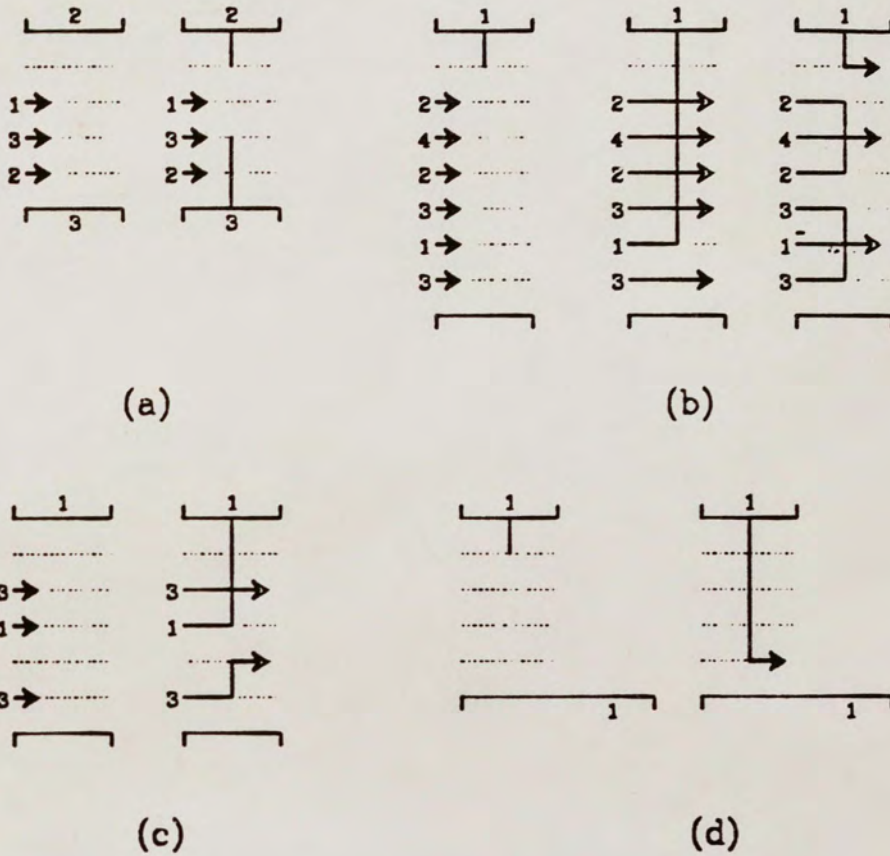 2 2 1 1 1
1 1 2 2 2
3 3 4 4 4
2 2 2 2 2
3 3 3 3 3
1 1 1
3 3 3
(a) (b)
1 1 1 1
3 3
1 1
3 3
1 1
(c) (d)